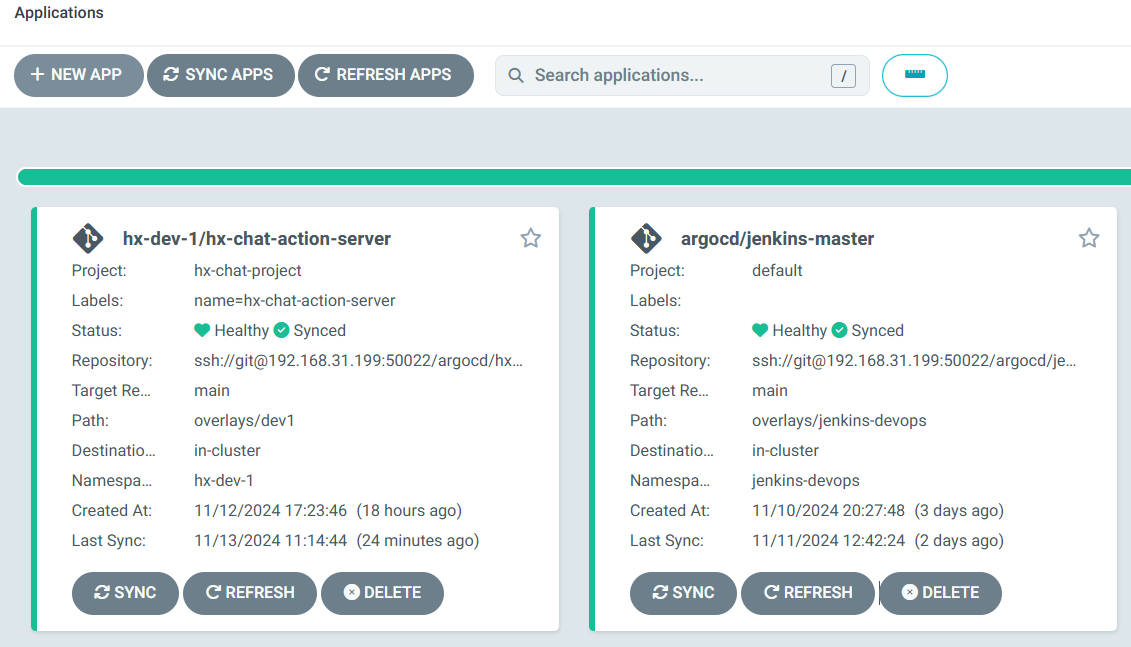 Applications
+ NEW APP SYNC APPS REFRESH APPS Search applications... /
hx-dev-1/hx-chat-action-server
Project: hx-chat-project
Labels: name=hx-chat-action-server
Status: Healthy Synced
Repository: ssh://git@192.168.31.199:50022/argocd/hx...
Target Re... main
Path: overlays/dev1
Destinatio... in-cluster
Namespa... hx-dev-1
Created At: 11/12/2024 17:23:46 (18 hours ago)
Last Sync: 11/13/2024 11:14:44 (24 minutes ago)
SYNC REFRESH DELETE
argocd/jenkins-master
Project: default
Labels:
Status: Healthy Synced
Repository: ssh://git@192.168.31.199:50022/argocd/je...
Target Re... main
Path: overlays/jenkins-devops
Destinatio... in-cluster
Namespa... jenkins-devops
Created At: 11/10/2024 20:27:48 (3 days ago)
Last Sync: 11/11/2024 12:42:24 (2 days ago)
SYNC REFRESH DELETE